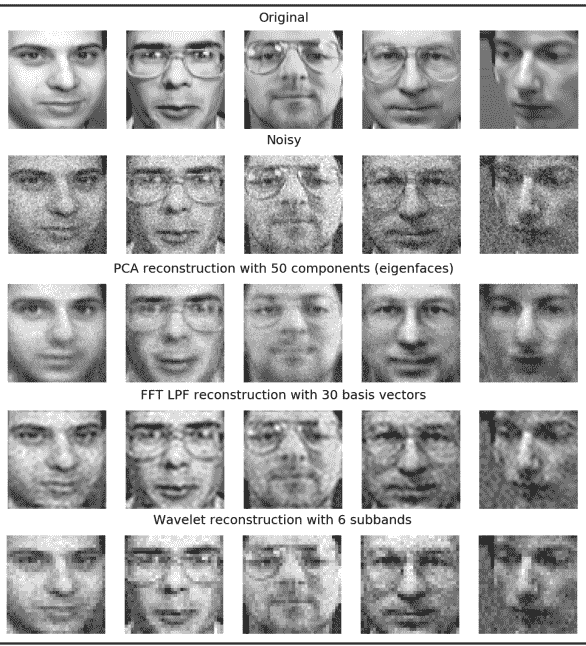 Original
Noisy
PCA reconstruction with 50 components (eigenfaces)
FFT LPF reconstruction with 30 basis vectors
Wavelet reconstruction with 6 subbands